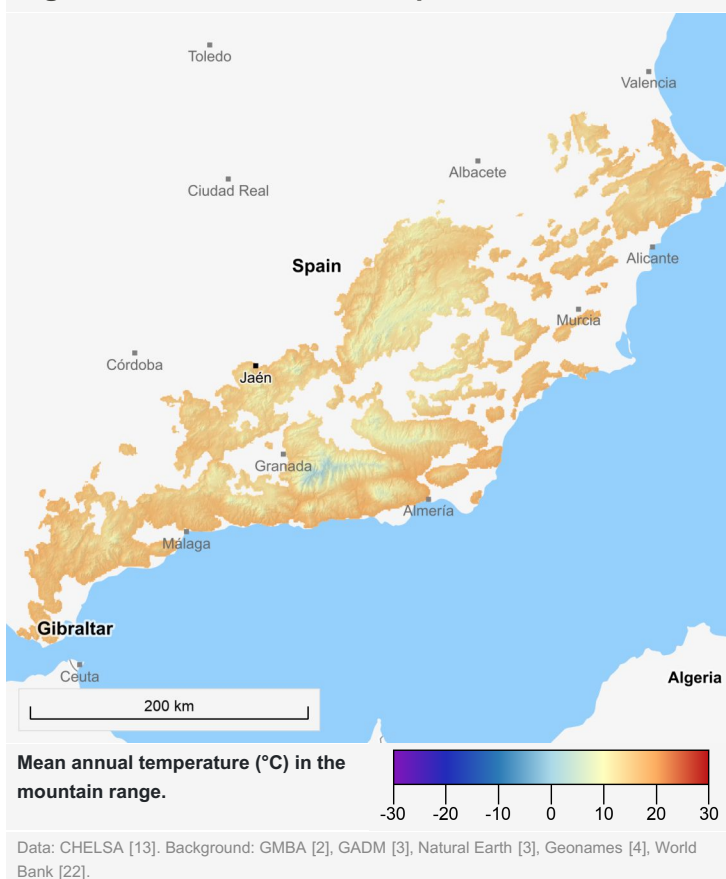 Toledo
Valencia
Albacete
Ciudad Real
Spain
Alicante
Murcia
Córdoba
Jaén
Granada
Almería
Málaga
Gibraltar
Ceuta
Algeria
200 km
Mean annual temperature (°C) in the
mountain range.
-30 -20 -10 0 10 20 30
Data: CHELSA [13]. Background: GMBA [2], GADM [3], Natural Earth [3], Geonames [4], World
Bank [22].